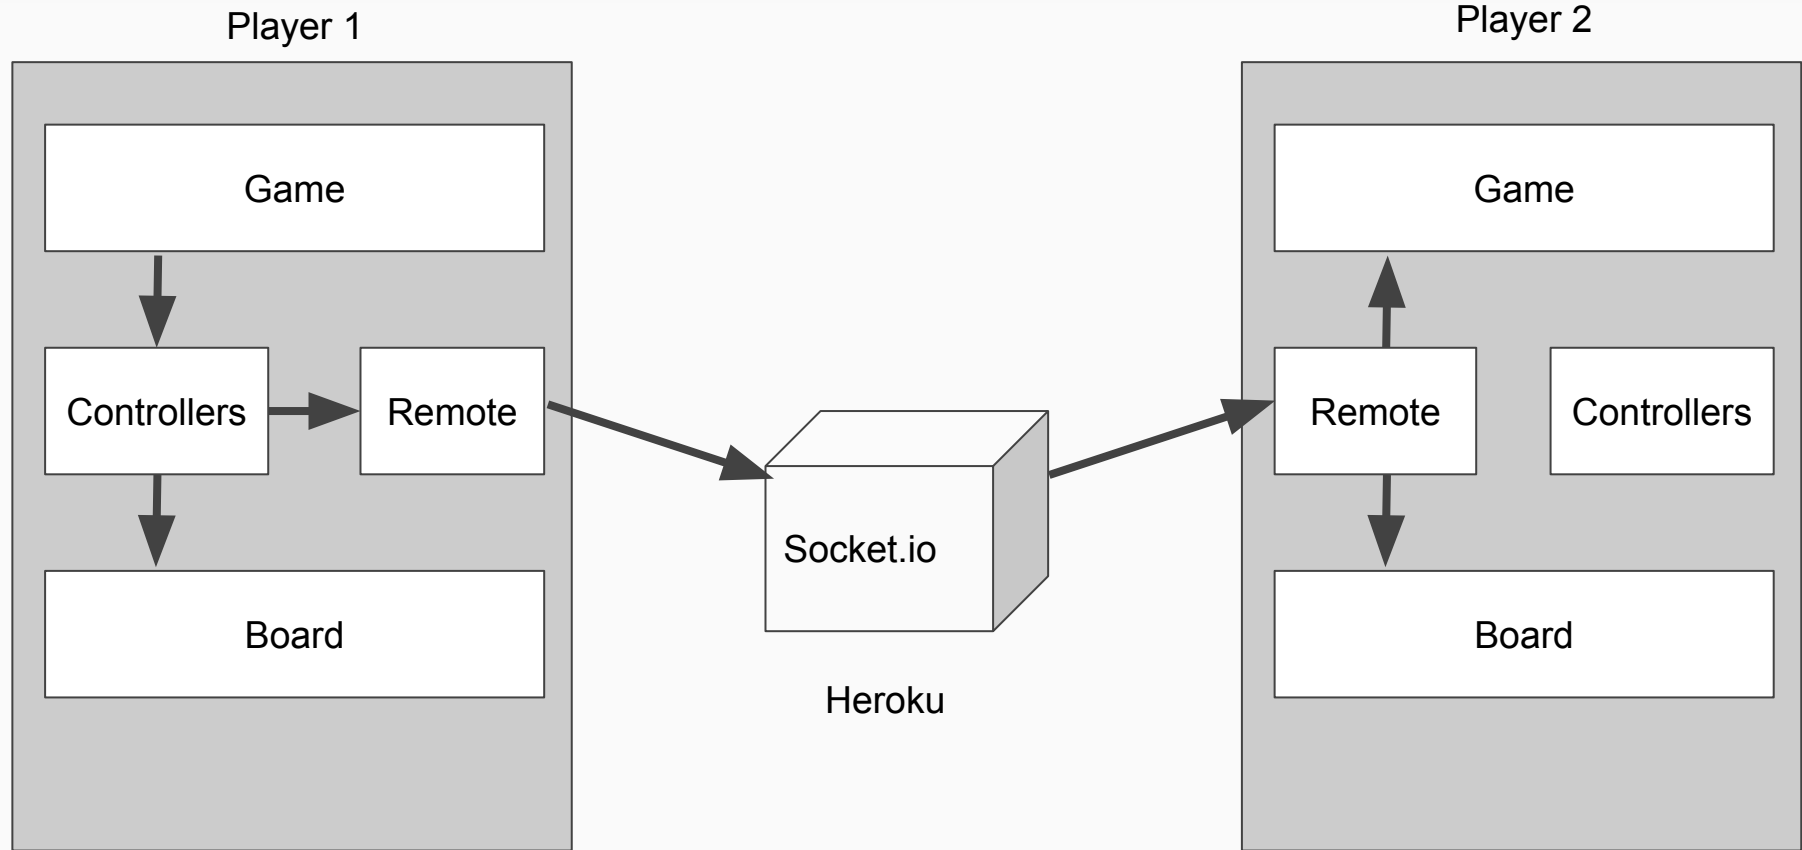 Player 1
Game
Controllers
Remote
Board
Socket.io
Heroku
Player 2
Game
Remote
Controllers
Board